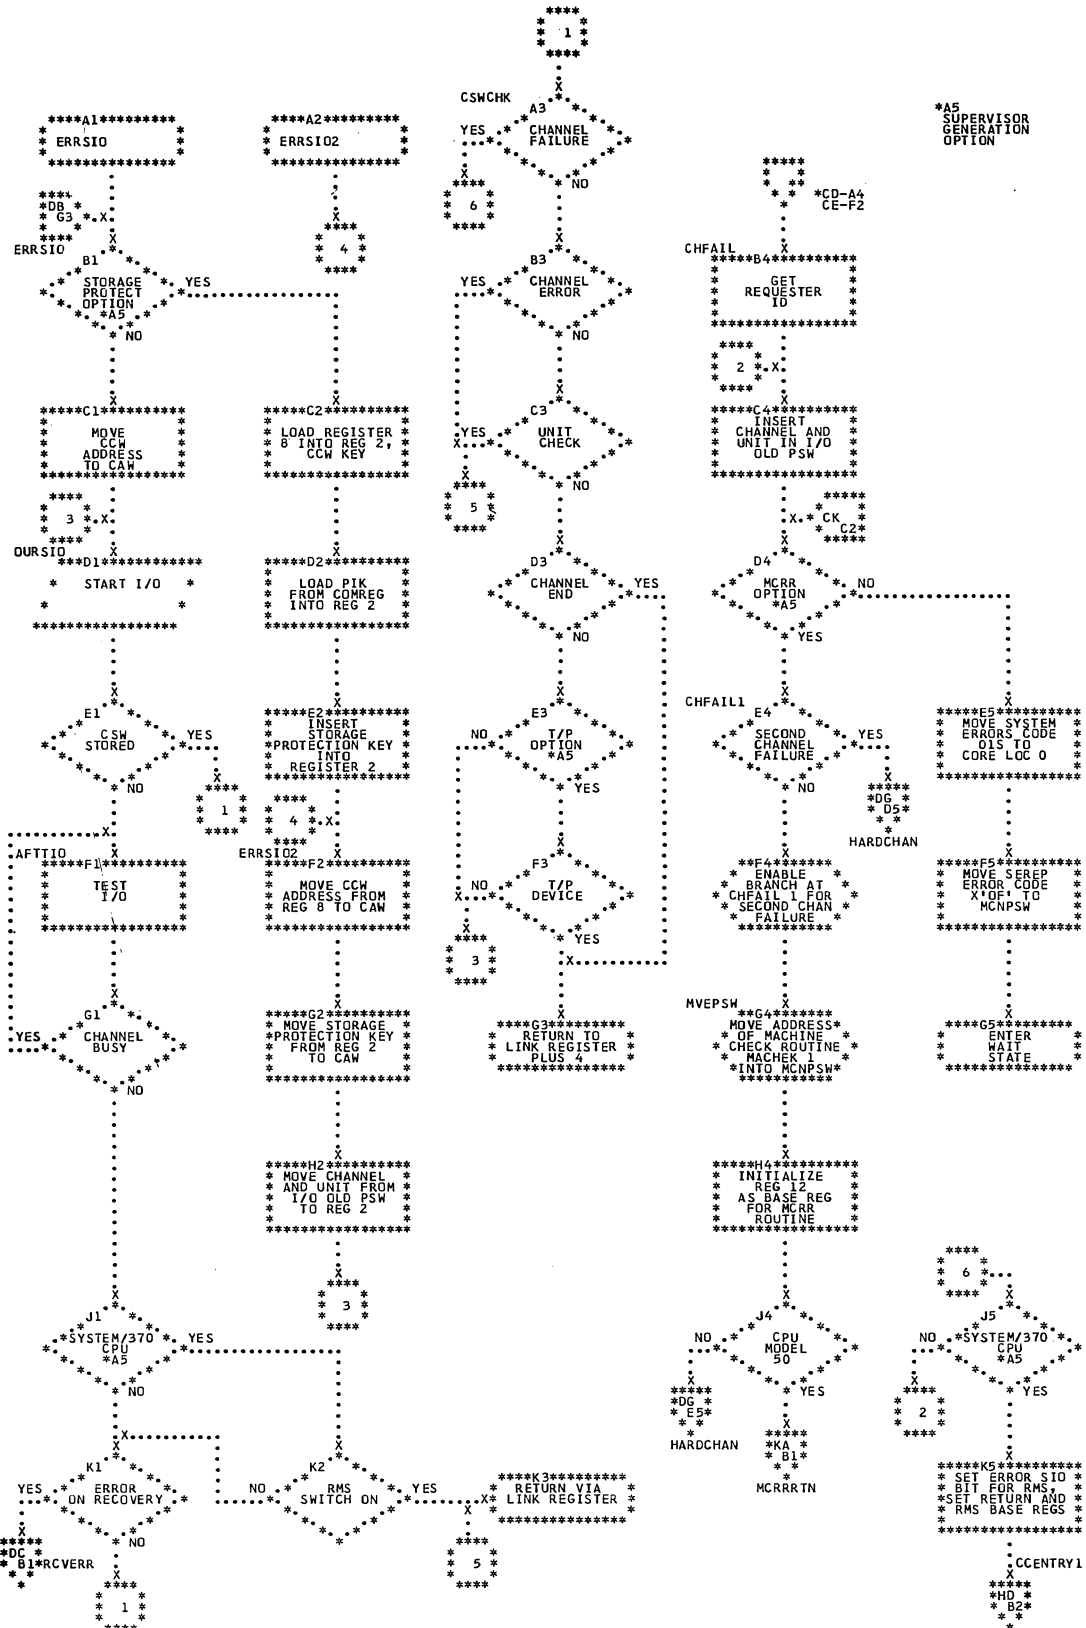 1
CSWCHK
A3
CHANNEL
FAILURE
YES
NO
6
*A5
SUPERVISOR
GENERATION
OPTION
A1
ERRSIO
A2
ERRSIO2
*DB
G3
ERRSIO
4
*CD-A4
CE-F2
B1
STORAGE
PROTECT
OPTION
*A5
YES
NO
B3
CHANNEL
ERROR
YES
NO
CHFAIL
B4
GET
REQUESTER
ID
2
C1
MOVE
CCW
ADDRESS
TO CAW
C2
LOAD REGISTER
8 INTO REG 2,
CCW KEY
C3
UNIT
CHECK
YES
NO
5
C4
INSERT
CHANNEL AND
UNIT IN I/O
OLD PSW
3
CK
C2
OURSIO
D1
START I/O
D2
LOAD PIK
FROM COMREG
INTO REG 2
D3
CHANNEL
END
YES
NO
D4
MCRR
OPTION
*A5
NO
YES
E1
CSW
STORED
YES
NO
1
E2
INSERT
STORAGE
PROTECTION KEY
INTO
REGISTER 2
E3
T/P
OPTION
*A5
NO
YES
CHFAIL1
E4
SECOND
CHANNEL
FAILURE
YES
NO
*DG
D5
HARDCHAN
E5
MOVE SYSTEM
ERRORS CODE
01S TO
CORE LOC 0
4
ERRSIO2
AFTTIO
F1
TEST
I/O
F2
MOVE CCW
ADDRESS FROM
REG 8 TO CAW
F3
T/P
DEVICE
NO
YES
3
F4
ENABLE
BRANCH AT
CHFAIL 1 FOR
SECOND CHAN
FAILURE
F5
MOVE SEREP
ERROR CODE
X'0F' TO
MCNPSW
G1
CHANNEL
BUSY
YES
NO
G2
MOVE STORAGE
PROTECTION KEY
FROM REG 2
TO CAW
G3
RETURN TO
LINK REGISTER
PLUS 4
MVEPSW
G4
MOVE ADDRESS
OF MACHINE
CHECK ROUTINE
MACHEK 1
INTO MCNPSW
G5
ENTER
WAIT
STATE
H2
MOVE CHANNEL
AND UNIT FROM
I/O OLD PSW
TO REG 2
3
H4
INITIALIZE
REG 12
AS BASE REG
FOR MCRR
ROUTINE
6
J1
*SYSTEM/370
CPU
*A5
YES
NO
J4
CPU
MODEL
50
NO
YES
*DG
E5*
HARDCHAN
*KA
B1
MCRRRTN
J5
*SYSTEM/370
CPU
*A5
NO
YES
2
K1
ERROR
ON RECOVERY
YES
NO
*DC
B1*RCVERR
1
K2
RMS
SWITCH ON
NO
YES
K3
RETURN VIA
LINK REGISTER
5
K5
SET ERROR SIO
BIT FOR RMS,
SET RETURN AND
RMS BASE REGS
CCENTRY1
*HD
B2*